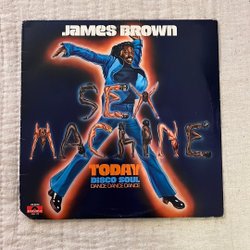 JAMES BROWN
SEX
MACHINE
TODAY
DISCO SOUL
DANCE DANCE DANCE